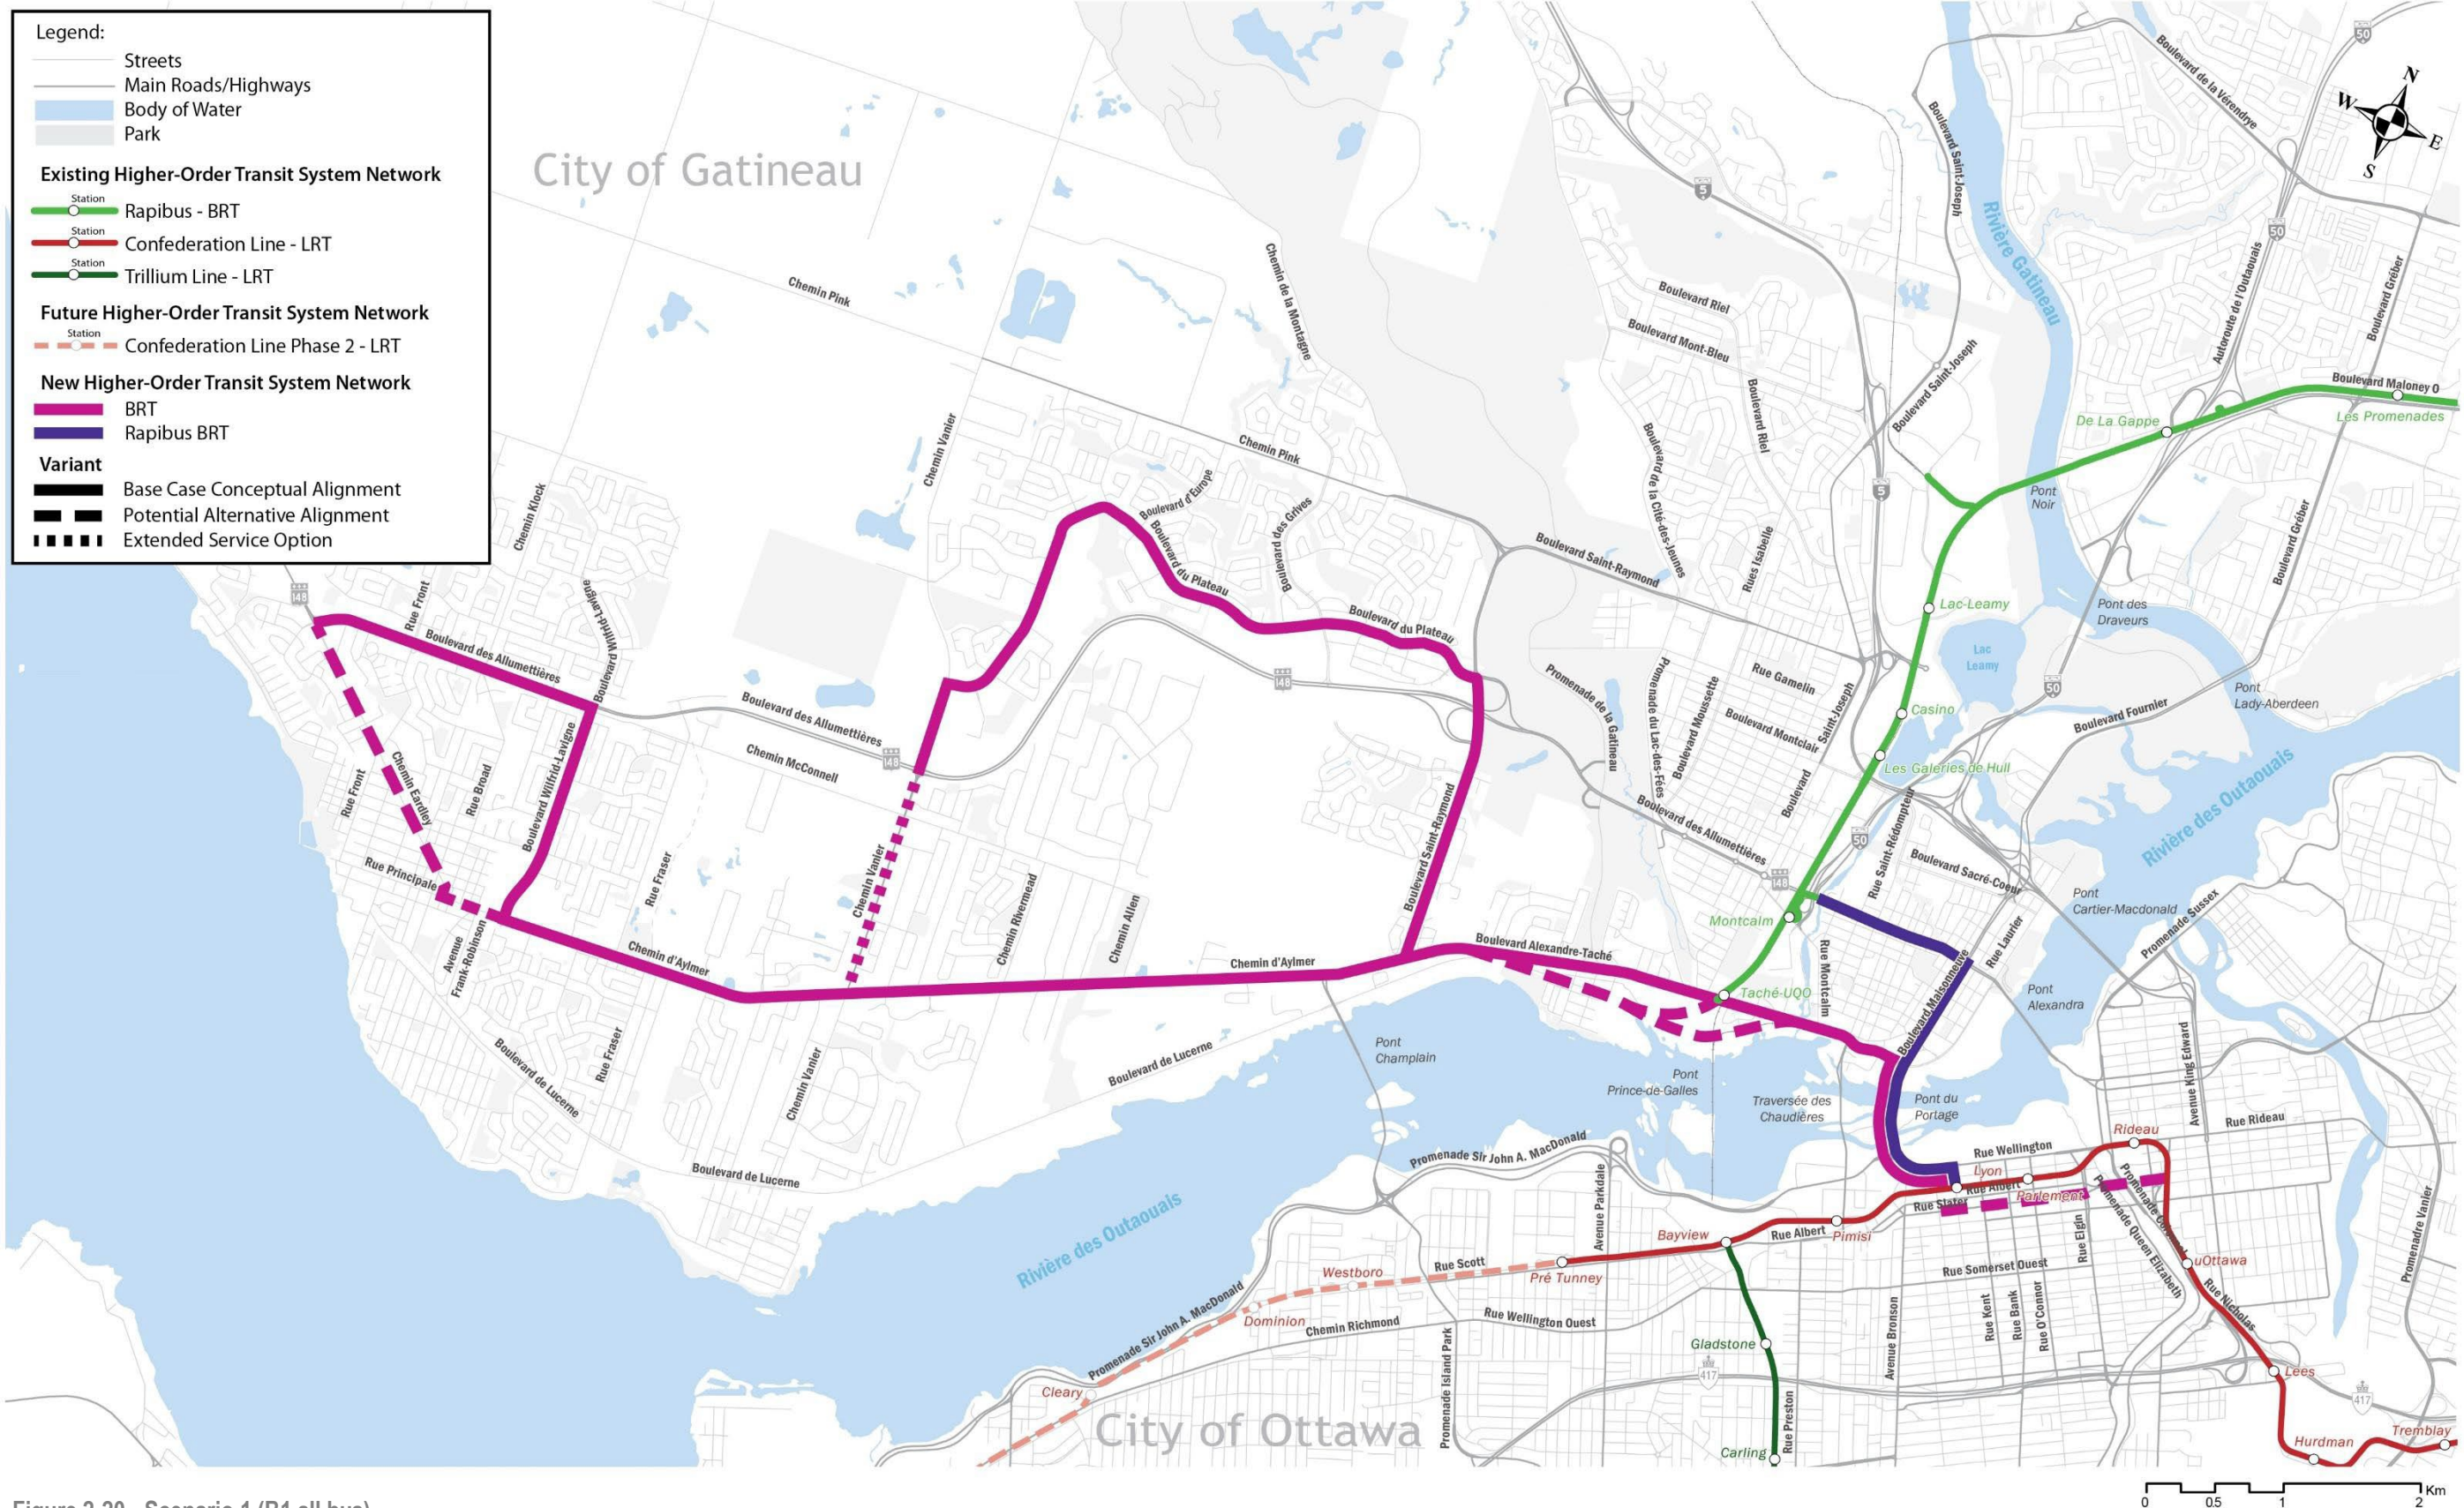 Legend:
Streets
Main Roads/Highways
Body of Water
Park
Existing Higher-Order Transit System Network
Station
Rapibus - BRT
Station
Confederation Line - LRT
Station
Trillium Line - LRT
Future Higher-Order Transit System Network
Station
Confederation Line Phase 2 - LRT
New Higher-Order Transit System Network
BRT
Rapibus BRT
Variant
Base Case Conceptual Alignment
Potential Alternative Alignment
Extended Service Option
City of Gatineau
Chemin Pink
Chemin de la Montagne
Chemin Vanier
Chemin Pink
Chemin Klock
Boulevard d'Europe
Boulevard des Grives
Boulevard du Plateau
Boulevard du Plateau
Boulevard Saint-Raymond
Boulevard Riel
Boulevard Mont-Bleu
Boulevard Riel
Boulevard de la Cité-des-Jeunes
Rues Isabelle
Boulevard Saint-Joseph
Boulevard Saint-Joseph
Rivière Gatineau
Boulevard de la Vérendrye
50
5
50
5
N
W
E
S
Autoroute de l'Outaouais
Boulevard Gréber
Boulevard Maloney O
Les Promenades
De La Gappe
Pont
Noir
Boulevard Gréber
Lac-Leamy
Pont des
Draveurs
Lac
Leamy
50
Pont
Lady-Aberdeen
Boulevard Fournier
Casino
Les Galeries de Hull
Rivière des Outaouais
148
Rue Front
Boulevard des Allumettières
Boulevard Wilfrid-Lavigne
Boulevard Wilfrid-Lavigne
Boulevard des Allumettières
148
148
Chemin McConnell
Rue Front
Chemin Eardley
Rue Broad
Rue Principale
Rue Fraser
Chemin Vanier
Chemin Rivermead
Chemin Allen
Boulevard Saint-Raymond
Promenade de la Gatineau
Promenade du Lac-des-Fées
Boulevard Moussette
Rue Gamelin
Boulevard Montclair
Boulevard
Saint-Joseph
Boulevard des Allumettières
148
50
Rue Saint-Rédempteur
Boulevard Sacré-Coeur
Pont
Cartier-Macdonald
Promenade Sussex
Montcalm
Rue Montcalm
Rue Laurier
Boulevard Maisonneuve
Pont
Alexandra
Avenue
Frank-Robinson
Chemin d'Aylmer
Chemin d'Aylmer
Boulevard Alexandre-Taché
Taché-UQO
Boulevard de Lucerne
Rue Fraser
Chemin Vanier
Boulevard de Lucerne
Boulevard de Lucerne
Pont
Champlain
Pont
Prince-de-Galles
Traversée des
Chaudières
Pont du
Portage
Avenue King Edward
Rue Rideau
Rideau
Rue Wellington
Lyon
Rue Albert
Parlement
Rue Slater
Promenade Sir John A. MacDonald
Avenue Parkdale
Bayview
Rue Albert
Pimisi
Rue Elgin
Promenade Queen Elizabeth
uOttawa
Rue Nicholas
Promenade Vanier
Rivière des Outaouais
Westboro
Rue Scott
Pré Tunney
Rue Somerset Ouest
Promenade Sir John A. MacDonald
Dominion
Chemin Richmond
Rue Wellington Ouest
Gladstone
Avenue Bronson
Rue Kent
Rue Bank
Rue O'Connor
Cleary
Promenade Island Park
417
Lees
417
City of Ottawa
Carling
Rue Preston
Hurdman
Tremblay
0
0.5
1
2
Km